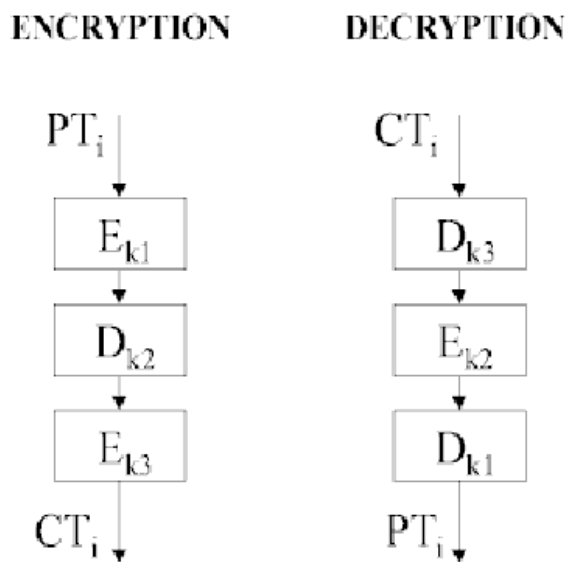 ENCRYPTION
PTi
Ek1
Dk2
Ek3
CTi
DECRYPTION
CTi
Dk3
Ek2
Dk1
PTi